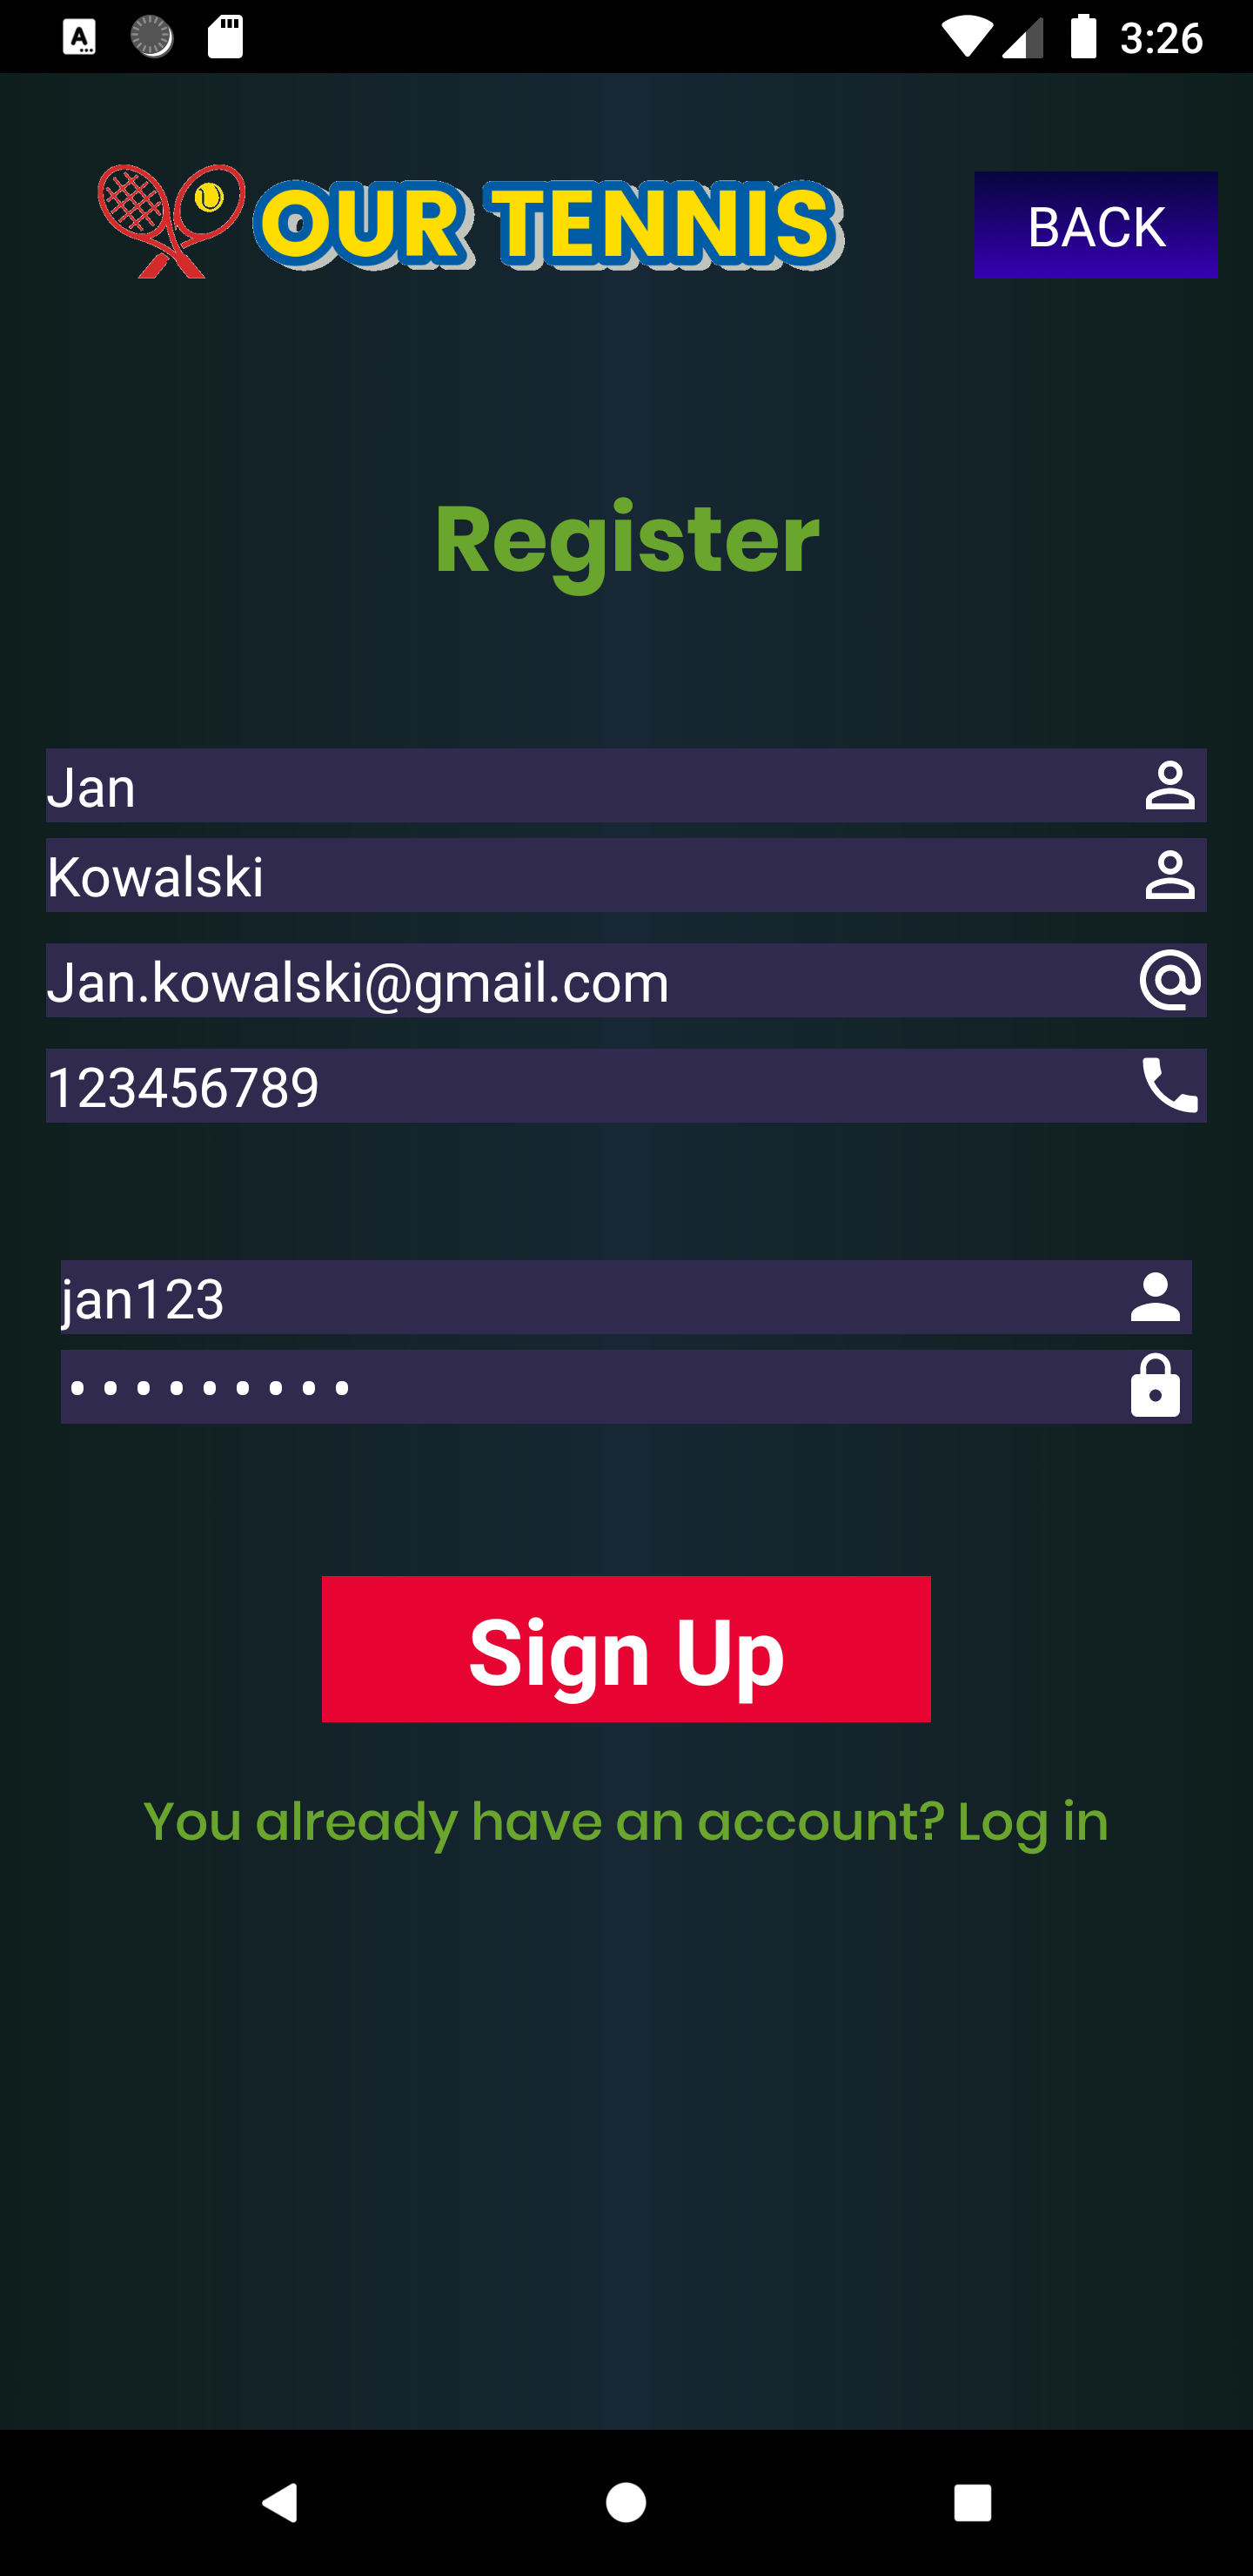 3:26
OUR TENNIS
BACK
Register
Jan
Kowalski
Jan.kowalski@gmail.com
123456789
jan123
•••••••••
Sign Up
You already have an account? Log in